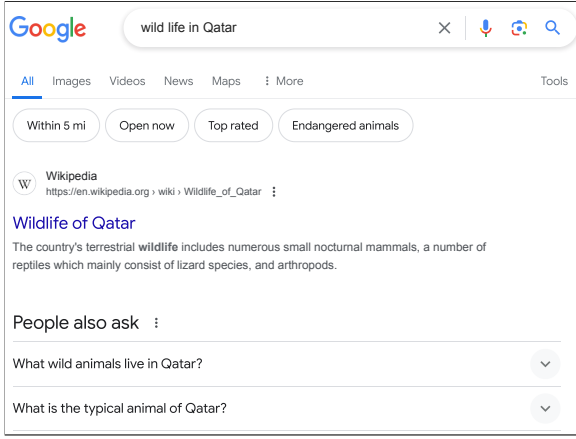 Google
wild life in Qatar
All Images Videos News Maps More Tools
Within 5 mi Open now Top rated Endangered animals
W
Wikipedia
https://en.wikipedia.org › wiki › Wildlife_of_Qatar
Wildlife of Qatar
The country's terrestrial wildlife includes numerous small nocturnal mammals, a number of
reptiles which mainly consist of lizard species, and arthropods.
People also ask
What wild animals live in Qatar?
What is the typical animal of Qatar?